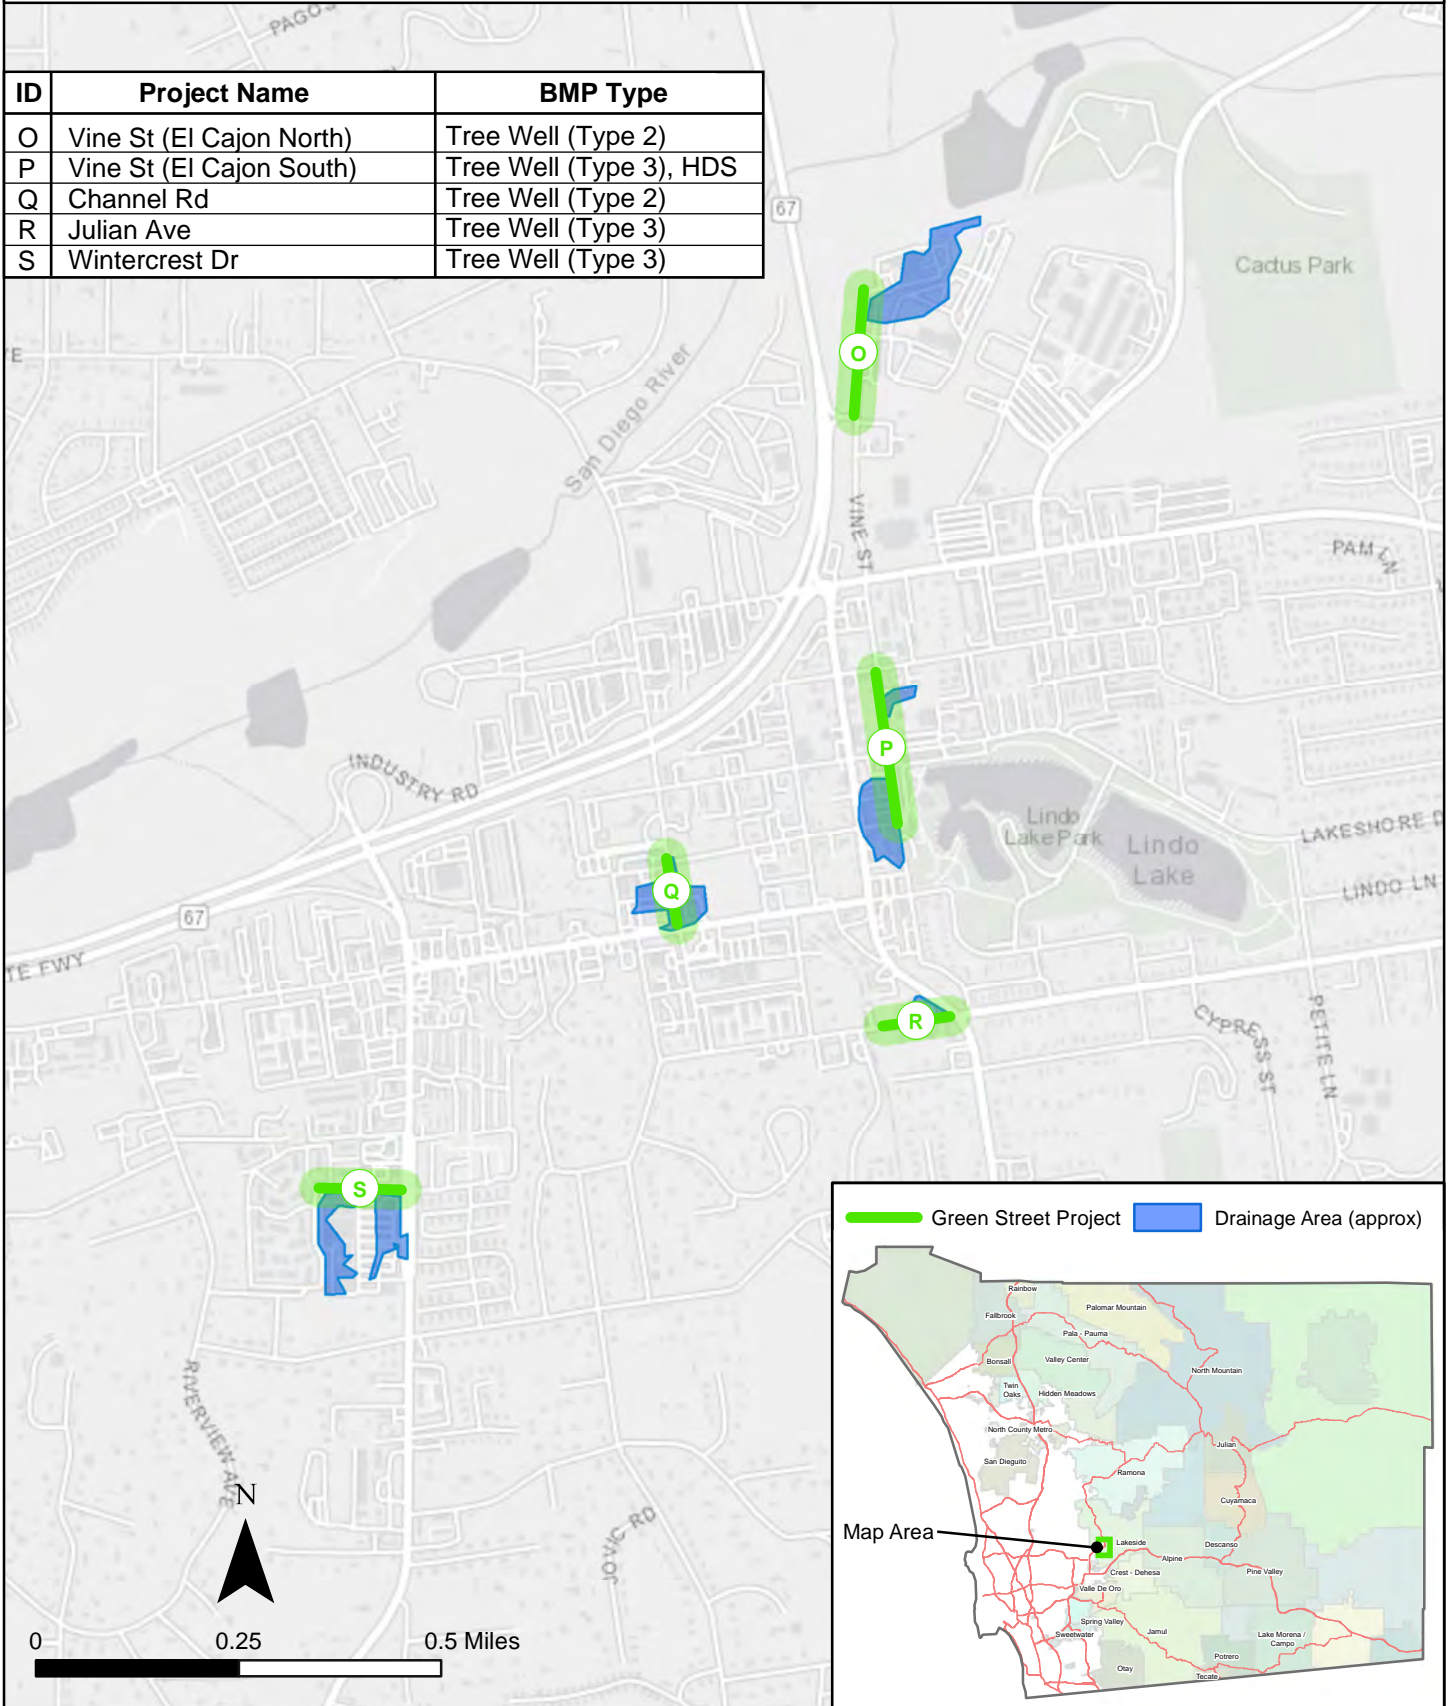 PAGOS
ID Project Name BMP Type
O Vine St (El Cajon North) Tree Well (Type 2)
P Vine St (El Cajon South) Tree Well (Type 3), HDS
Q Channel Rd Tree Well (Type 2)
R Julian Ave Tree Well (Type 3)
S Wintercrest Dr Tree Well (Type 3)
67
Cactus Park
E
O
San Diego River
VINE ST
PAM LN
P
INDUSTRY RD
Lindo
Lake Park
Lindo
Lake
LAKESHORE D
LINDO LN
Q
67
TE FWY
R
CYPRESS ST
PETITE LN
S
Green Street Project
Drainage Area (approx)
RIVERVIEW AVE
JOVIC RD
N
0 0.25 0.5 Miles
Rainbow
Fallbrook
Palomar Mountain
Pala - Pauma
Bonsall
Valley Center
North Mountain
Twin
Oaks
Hidden Meadows
North County Metro
Julian
San Dieguito
Ramona
Cuyamaca
Map Area
Lakeside
Descanso
Alpine
Crest - Dehesa
Pine Valley
Valle De Oro
Spring Valley
Jamul
Sweetwater
Lake Morena /
Campo
Potrero
Otay
Tecate